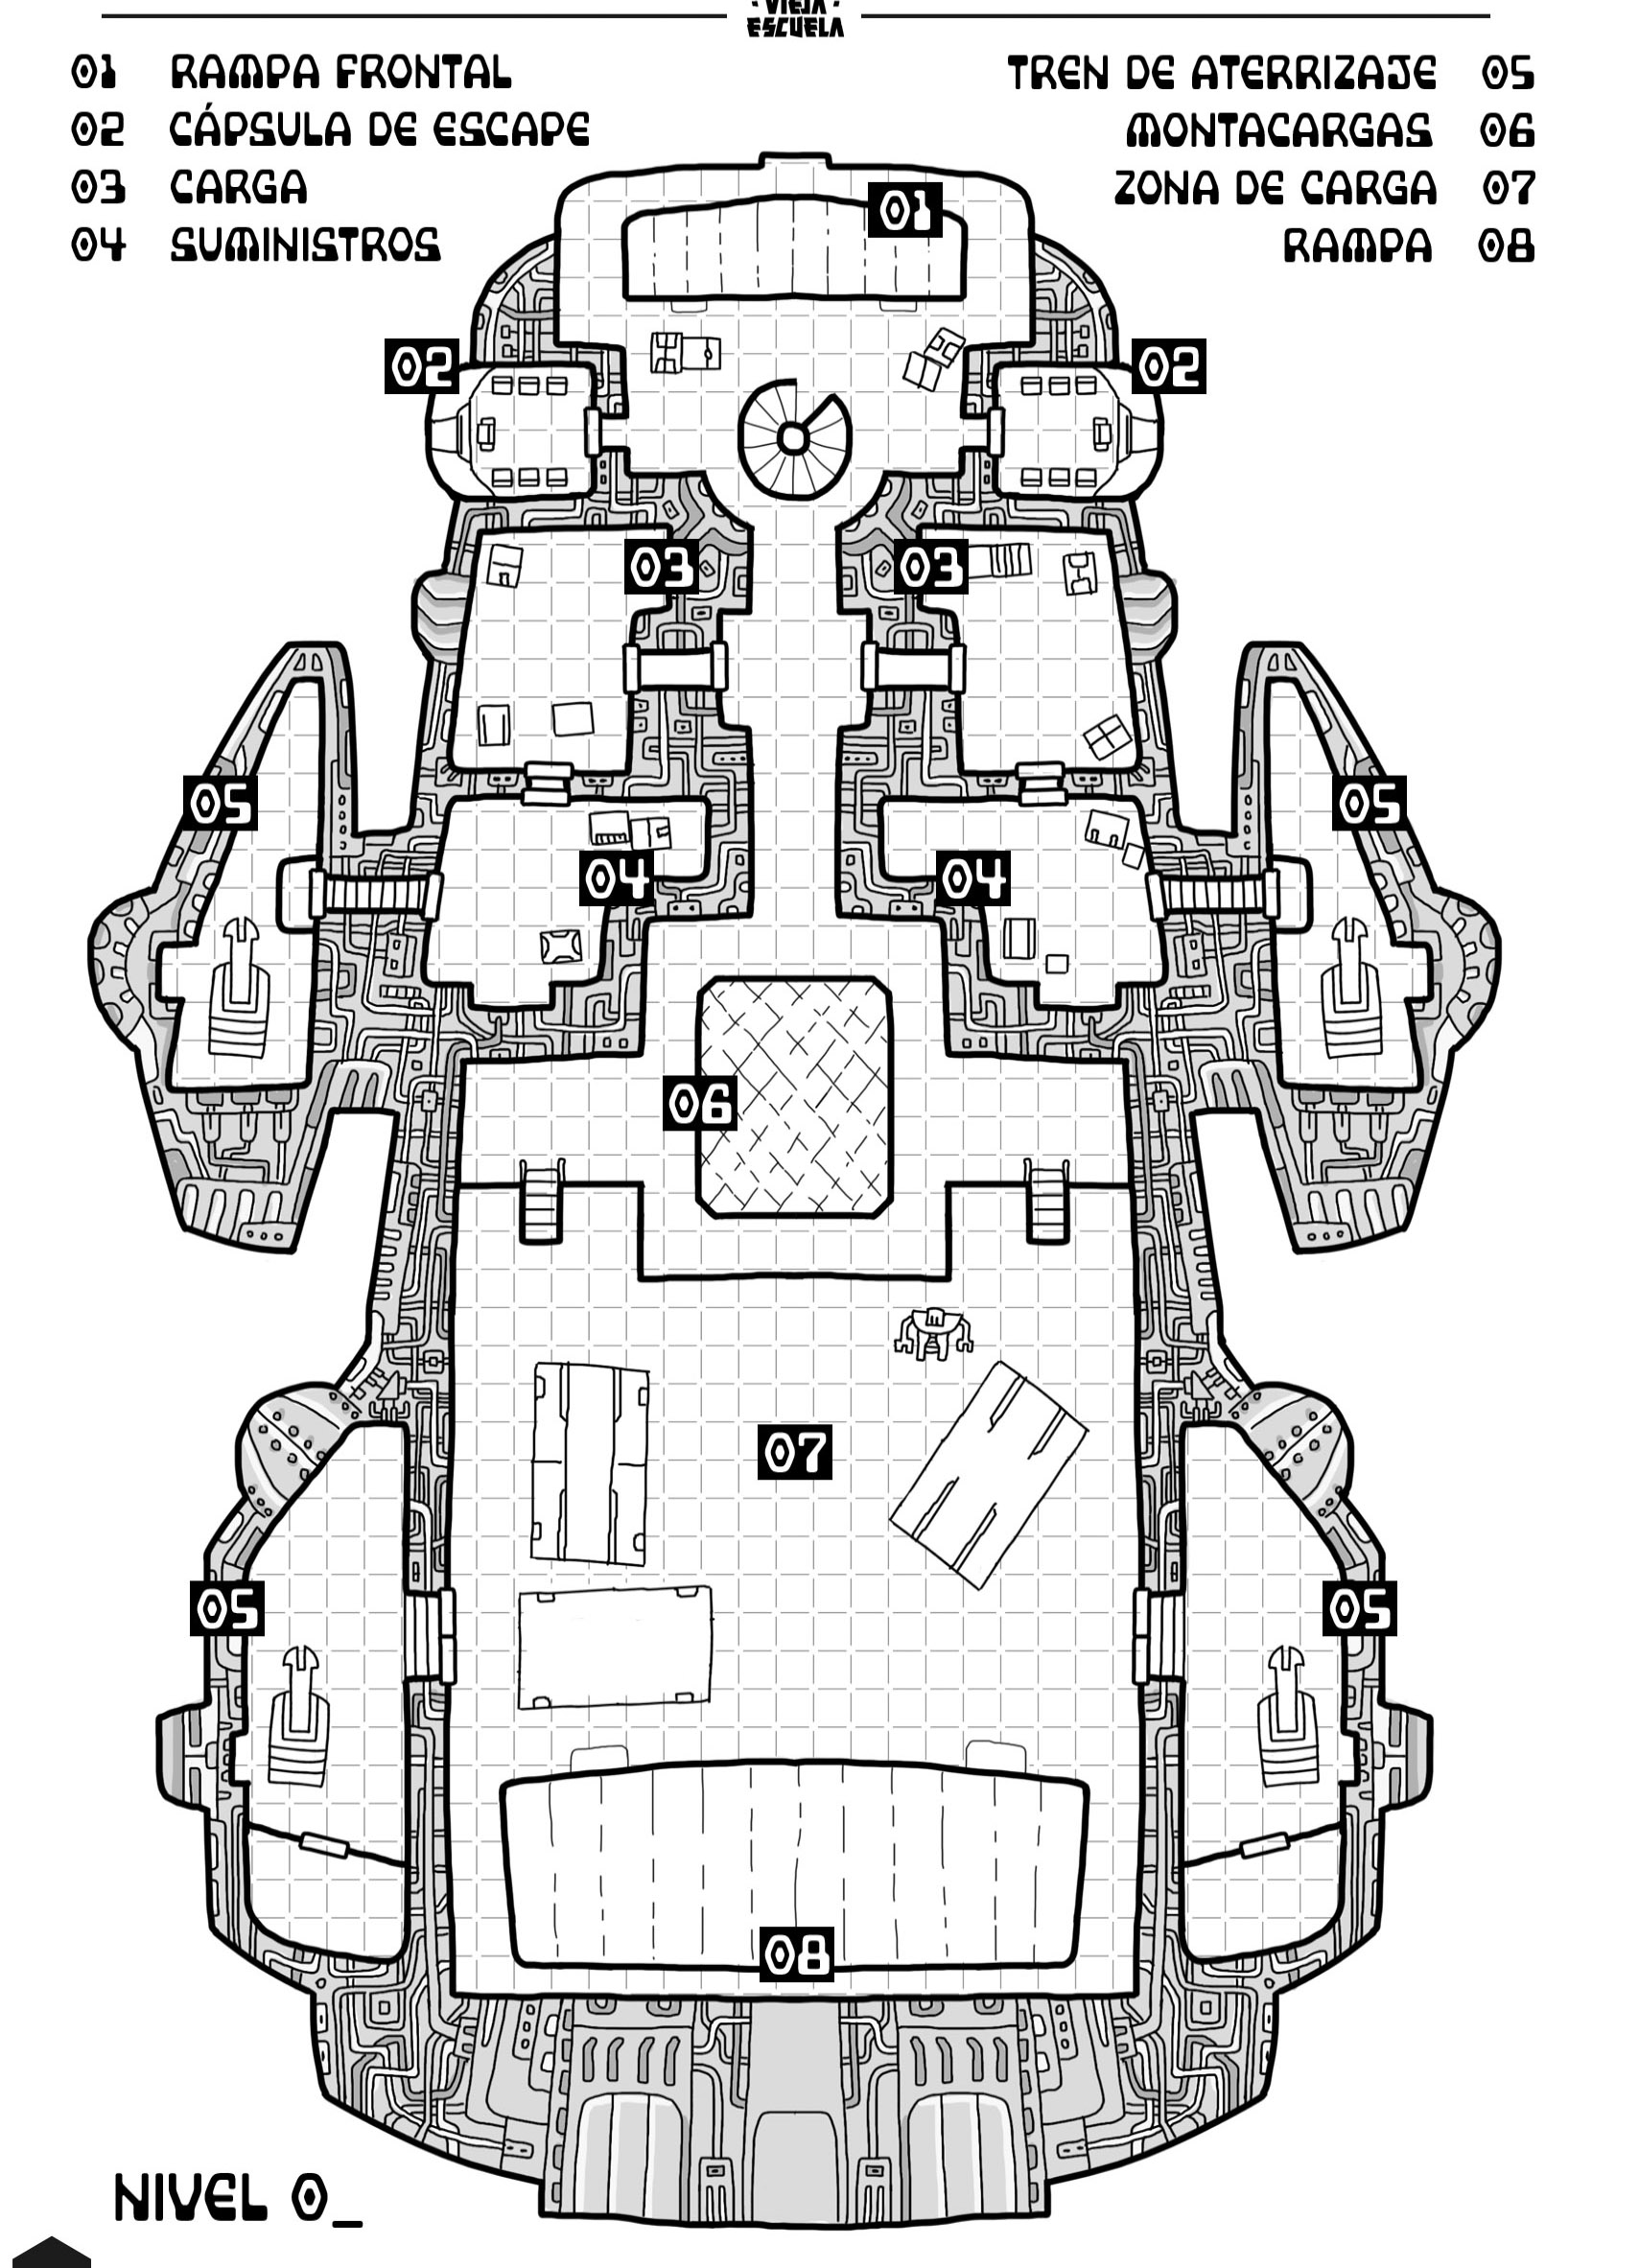 · VIEJA ·
ESCUELA
01 RAMPA FRONTAL
02 CÁPSULA DE ESCAPE
03 CARGA
04 SUMINISTROS
TREN DE ATERRIZAJE 05
MONTACARGAS 06
ZONA DE CARGA 07
RAMPA 08
01
02
02
03
03
05
05
04
04
06
07
05
05
08
NIVEL 0_